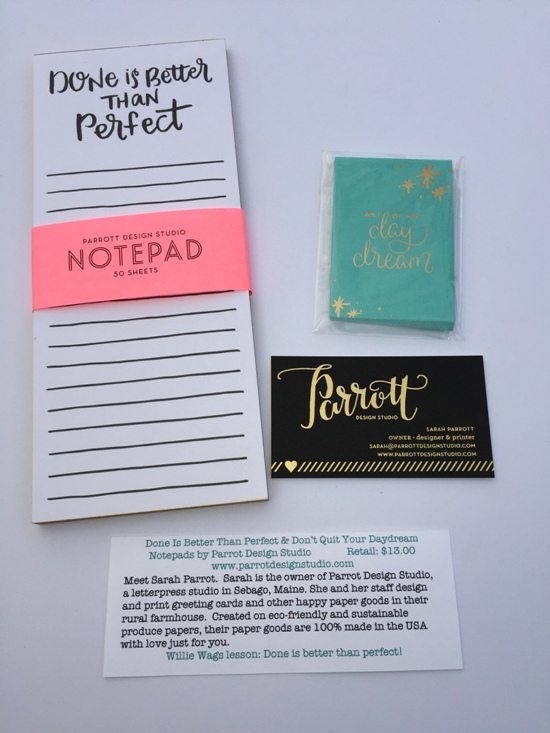 DONE is Better
THAN
Perfect
PARROTT DESIGN STUDIO
NOTEPAD
50 SHEETS
day
dream
Parrott
DESIGN STUDIO
SARAH PARROTT
OWNER • designer & printer
SARAH@PARROTTDESIGNSTUDIO.COM
WWW.PARROTTDESIGNSTUDIO.COM
Done Is Better Than Perfect & Don't Quit Your Daydream
Notepads by Parrot Design Studio Retail: $13.00
www.parrotdesignstudio.com
Meet Sarah Parrot. Sarah is the owner of Parrot Design Studio,
a letterpress studio in Sebago, Maine. She and her staff design
and print greeting cards and other happy paper goods in their
rural farmhouse. Created on eco-friendly and sustainable
produce papers, their paper goods are 100% made in the USA
with love just for you.
Willie Wags lesson: Done is better than perfect!